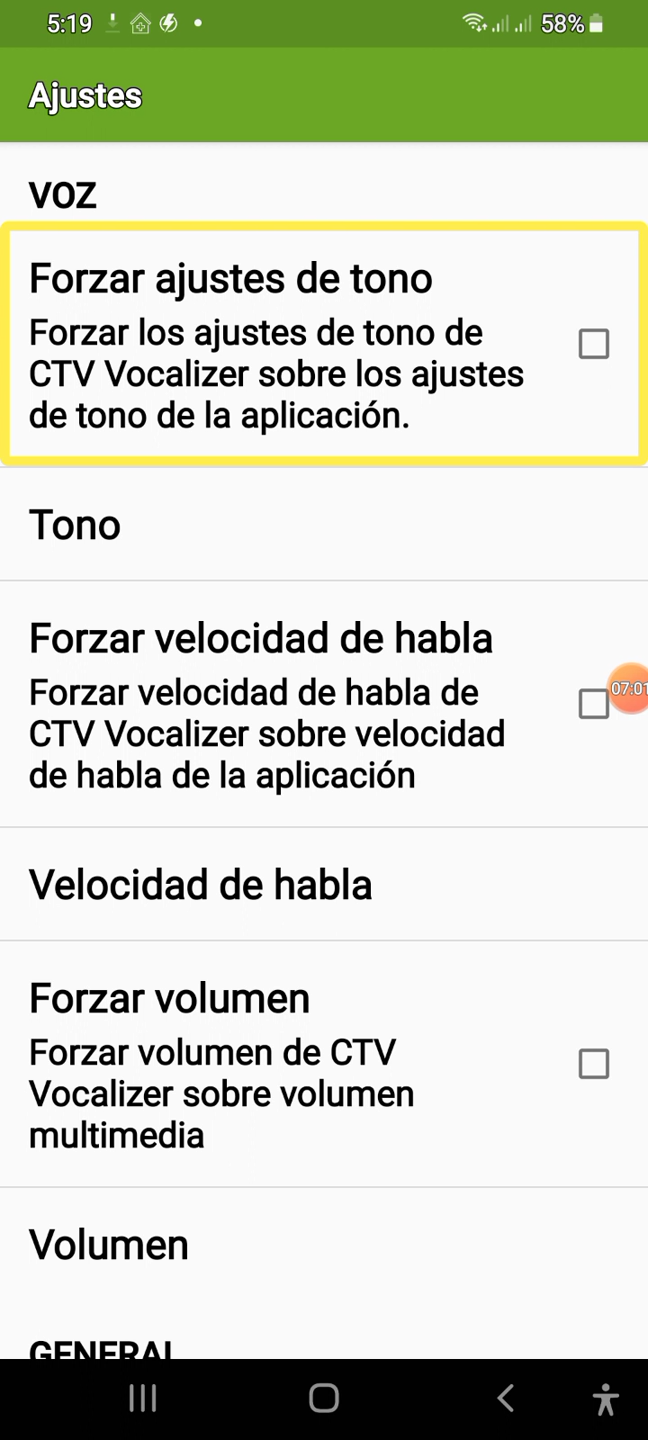 5:19
58%
Ajustes
VOZ
Forzar ajustes de tono
Forzar los ajustes de tono de
CTV Vocalizer sobre los ajustes
de tono de la aplicación.
Tono
Forzar velocidad de habla
Forzar velocidad de habla de
CTV Vocalizer sobre velocidad
de habla de la aplicación
07:01
Velocidad de habla
Forzar volumen
Forzar volumen de CTV
Vocalizer sobre volumen
multimedia
Volumen
GENERAL